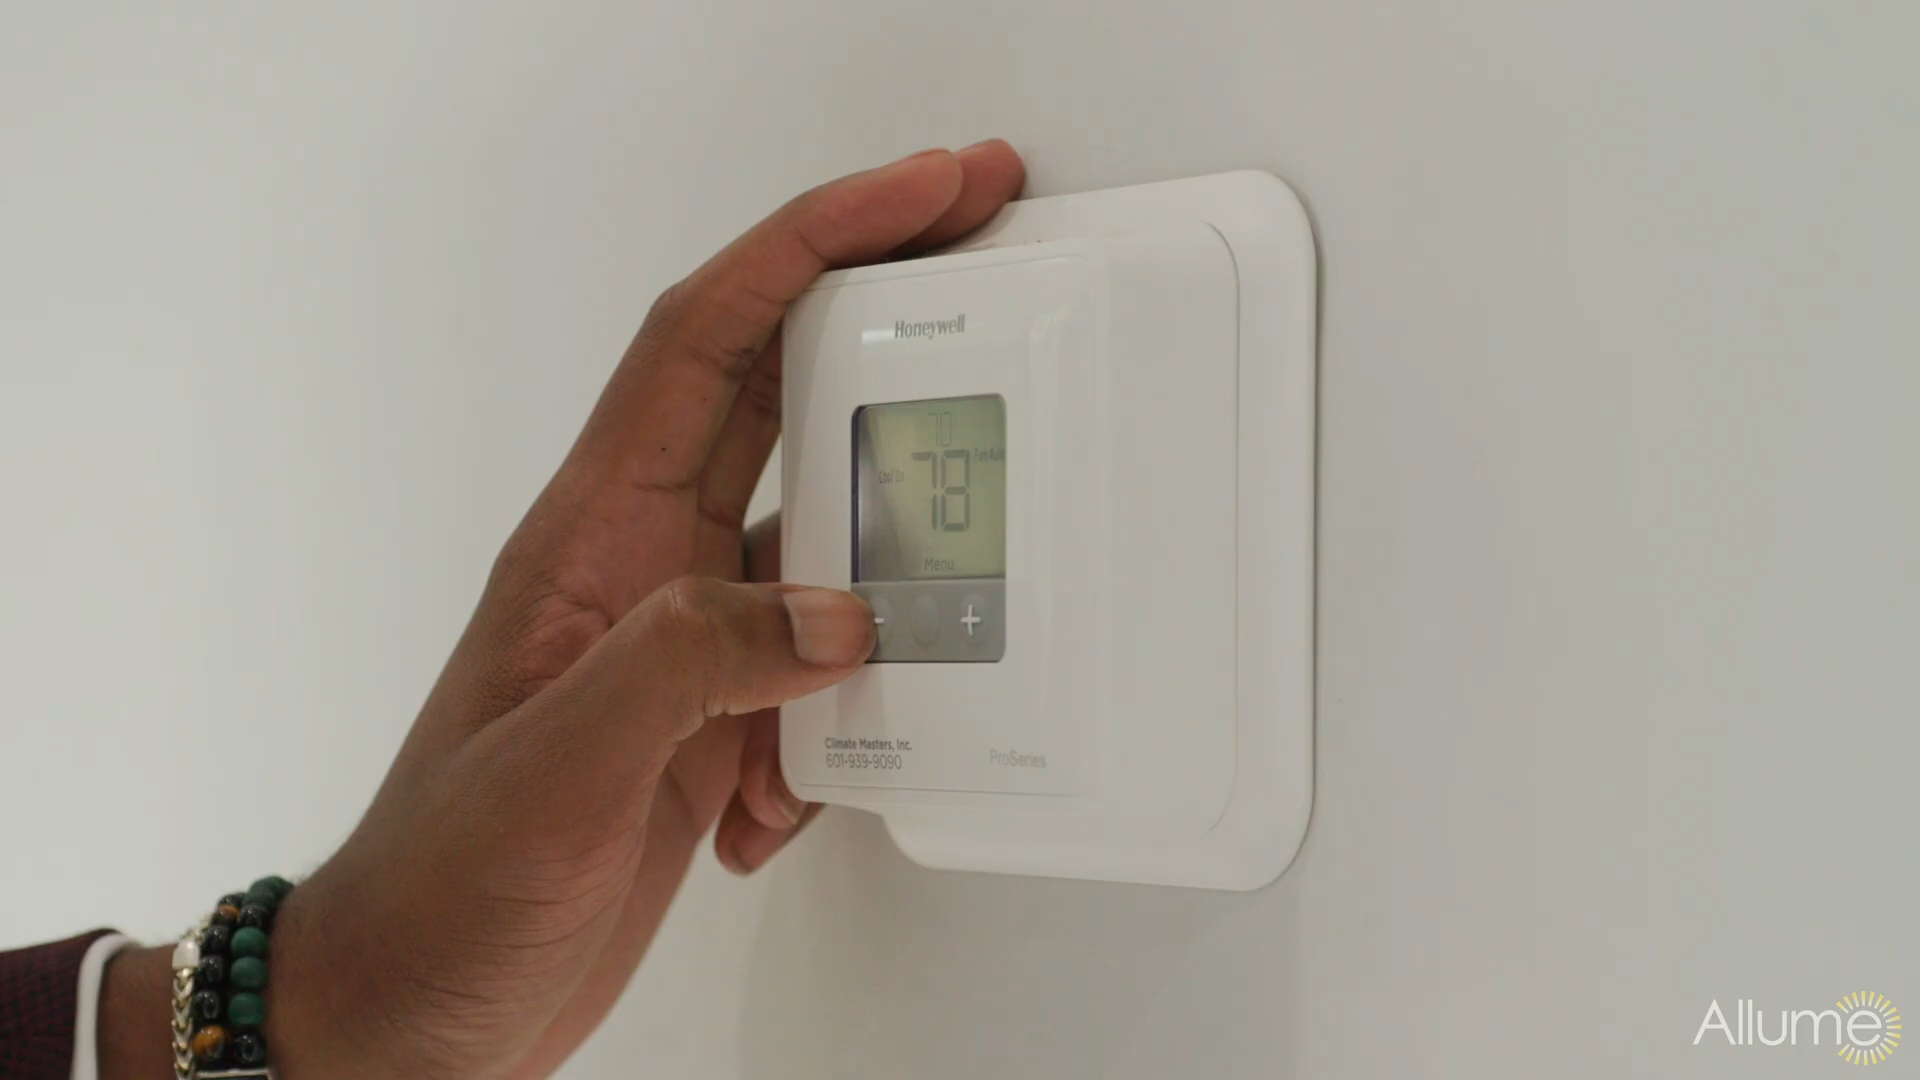 Honeywell
70
Cool On
78
Fan Auto
Menu
- +
Climate Masters, Inc.
601-939-9090
ProSeries
Allume